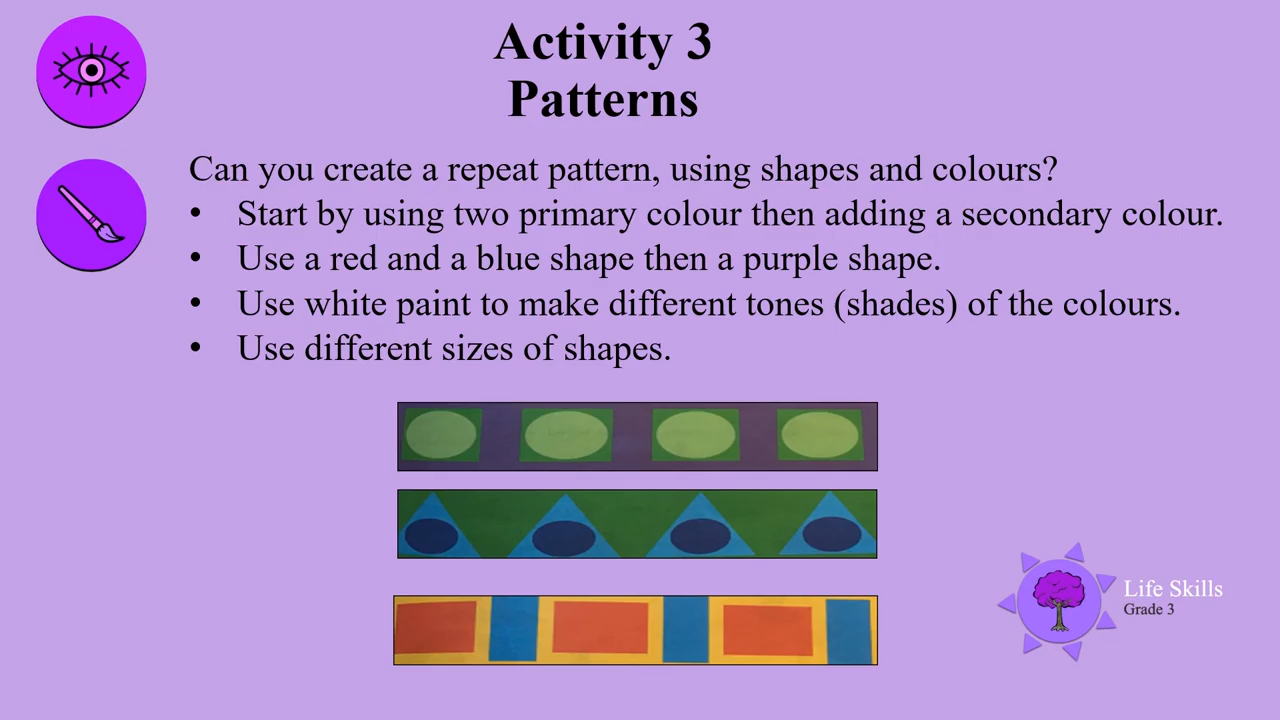 Activity 3
Patterns
Can you create a repeat pattern, using shapes and colours?
• Start by using two primary colour then adding a secondary colour.
• Use a red and a blue shape then a purple shape.
• Use white paint to make different tones (shades) of the colours.
• Use different sizes of shapes.
Life Skills
Grade 3